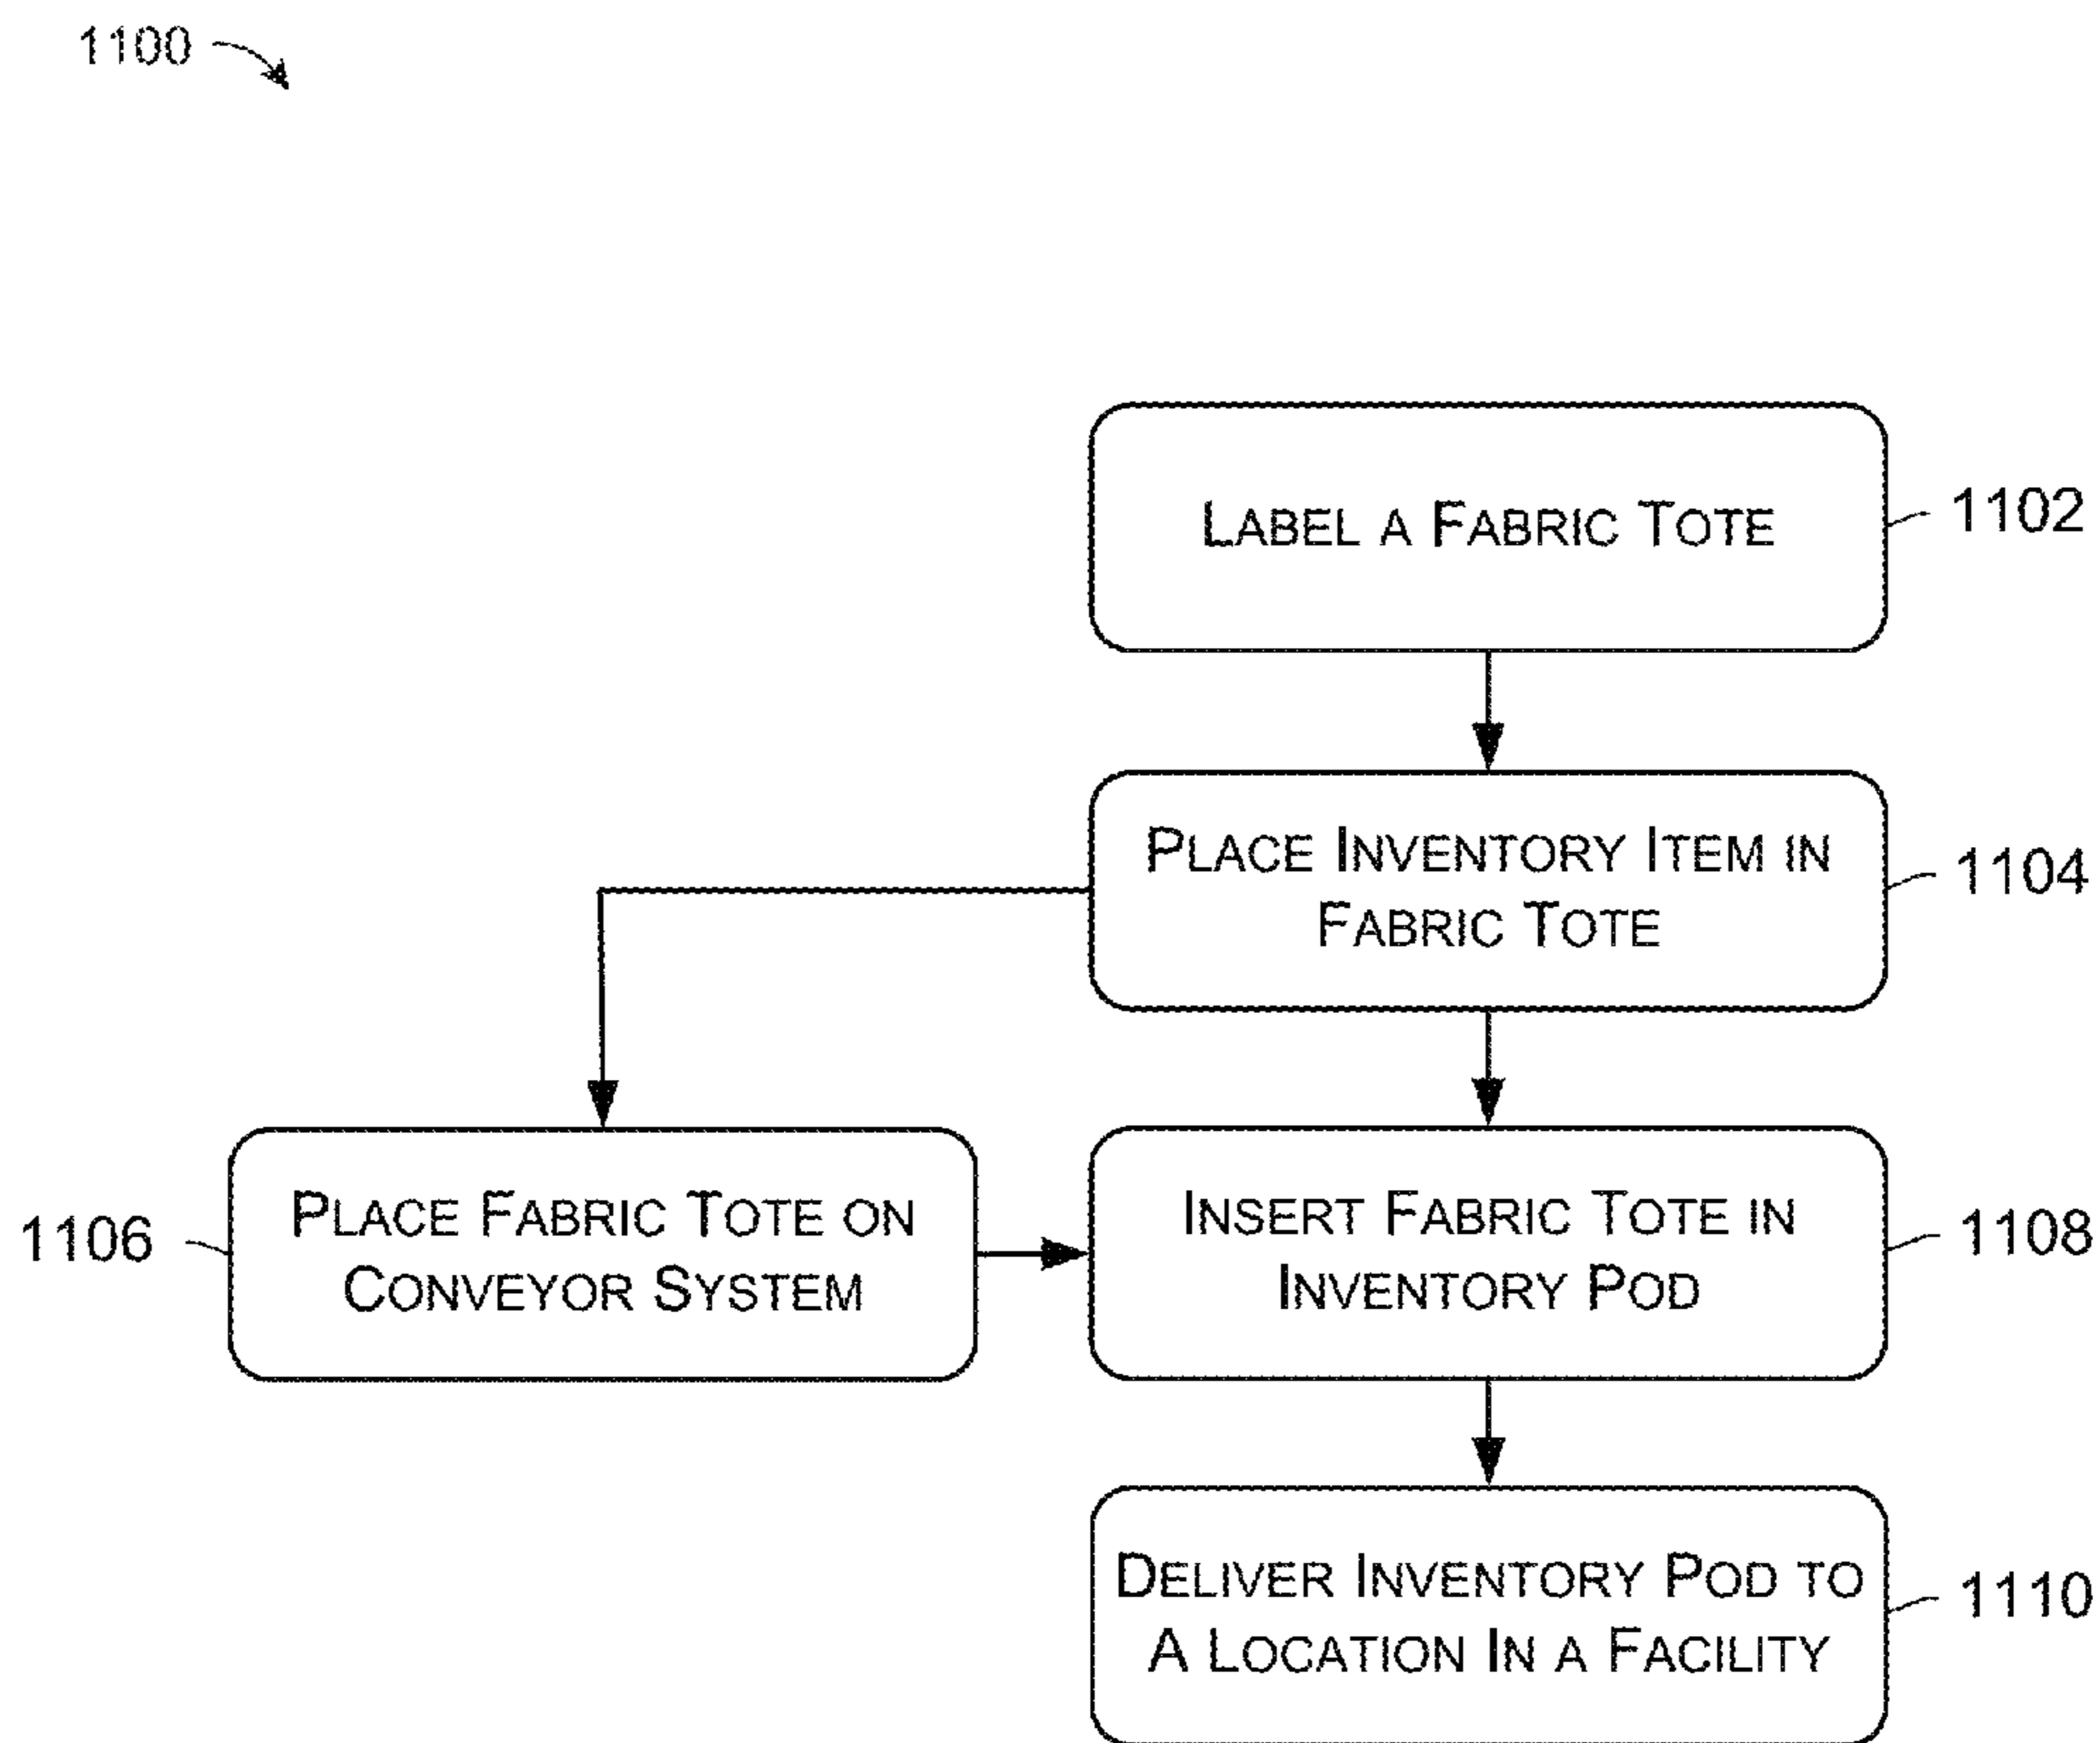 1100
LABEL A FABRIC TOTE
1102
PLACE INVENTORY ITEM IN
FABRIC TOTE
1104
1106
PLACE FABRIC TOTE ON
CONVEYOR SYSTEM
INSERT FABRIC TOTE IN
INVENTORY POD
1108
DELIVER INVENTORY POD TO
A LOCATION IN A FACILITY
1110